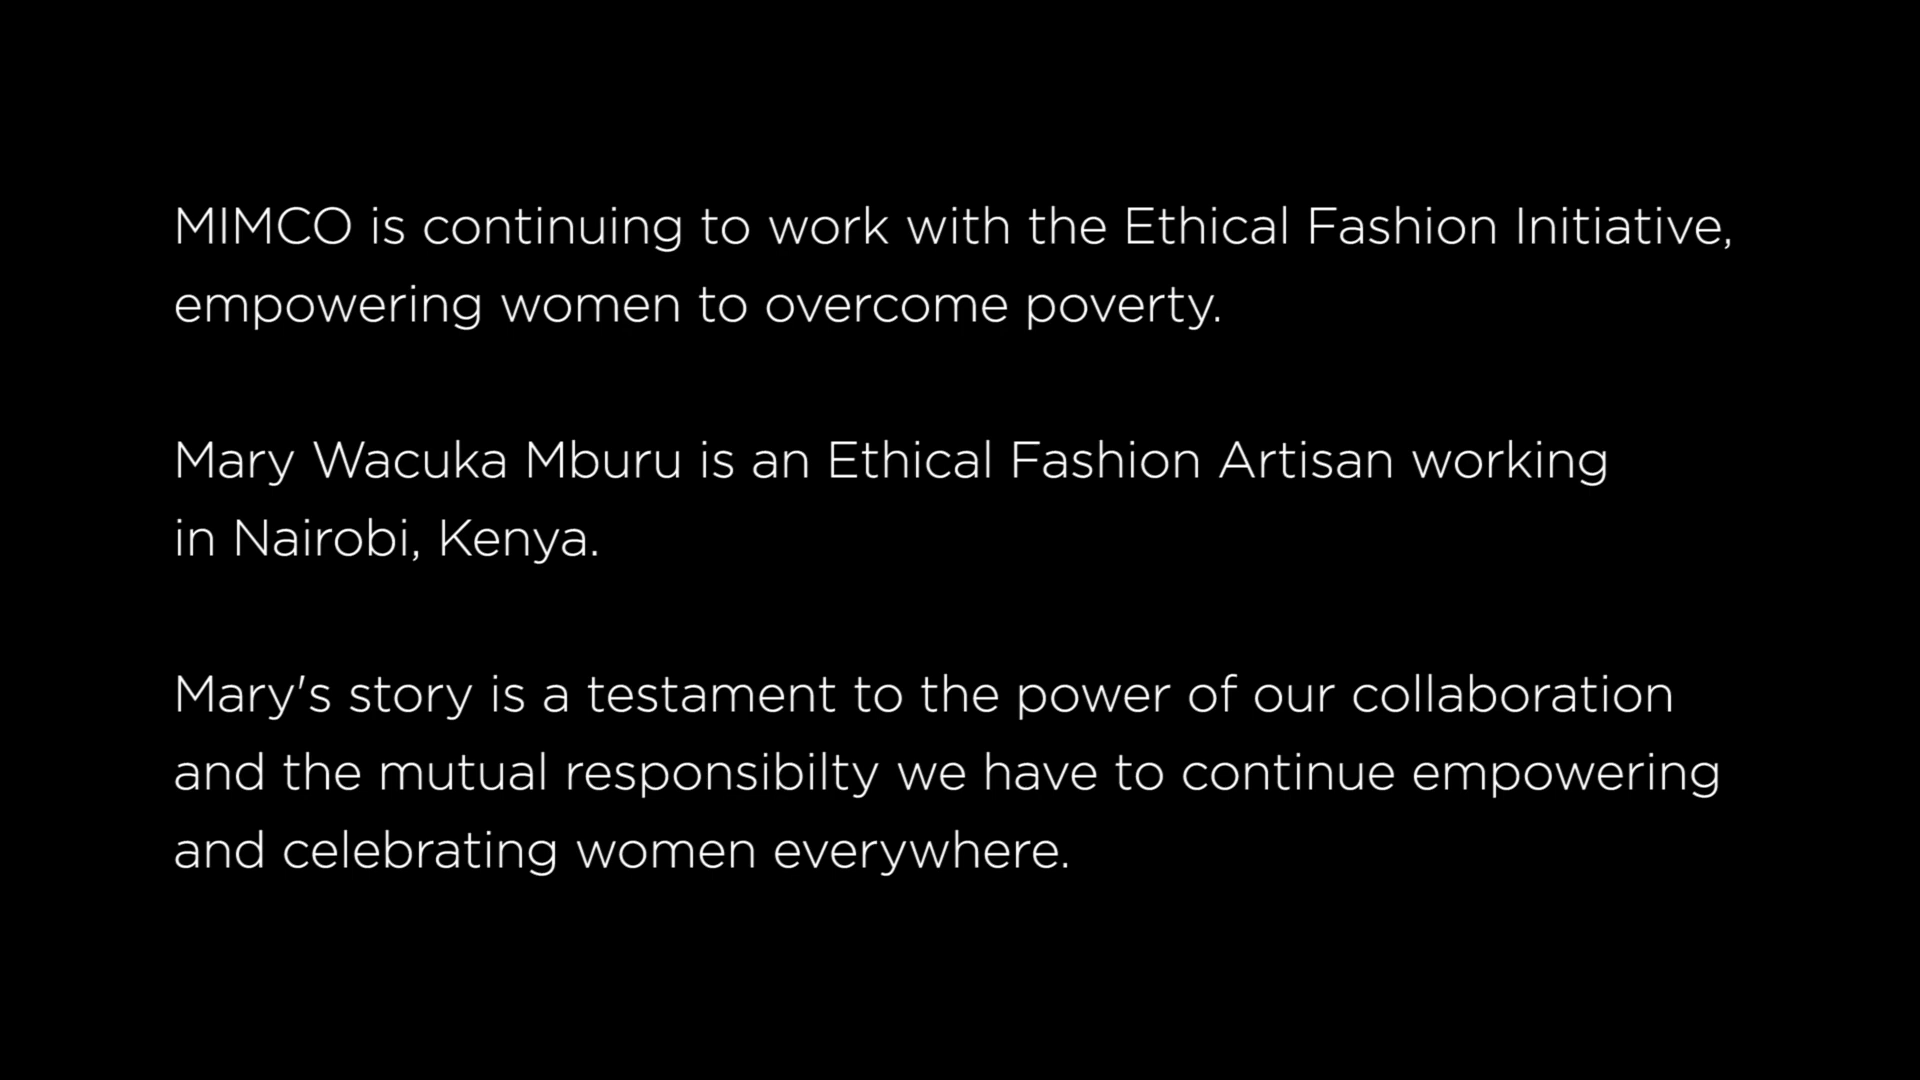 MIMCO is continuing to work with the Ethical Fashion Initiative,
empowering women to overcome poverty.
Mary Wacuka Mburu is an Ethical Fashion Artisan working
in Nairobi, Kenya.
Mary's story is a testament to the power of our collaboration
and the mutual responsibilty we have to continue empowering
and celebrating women everywhere.